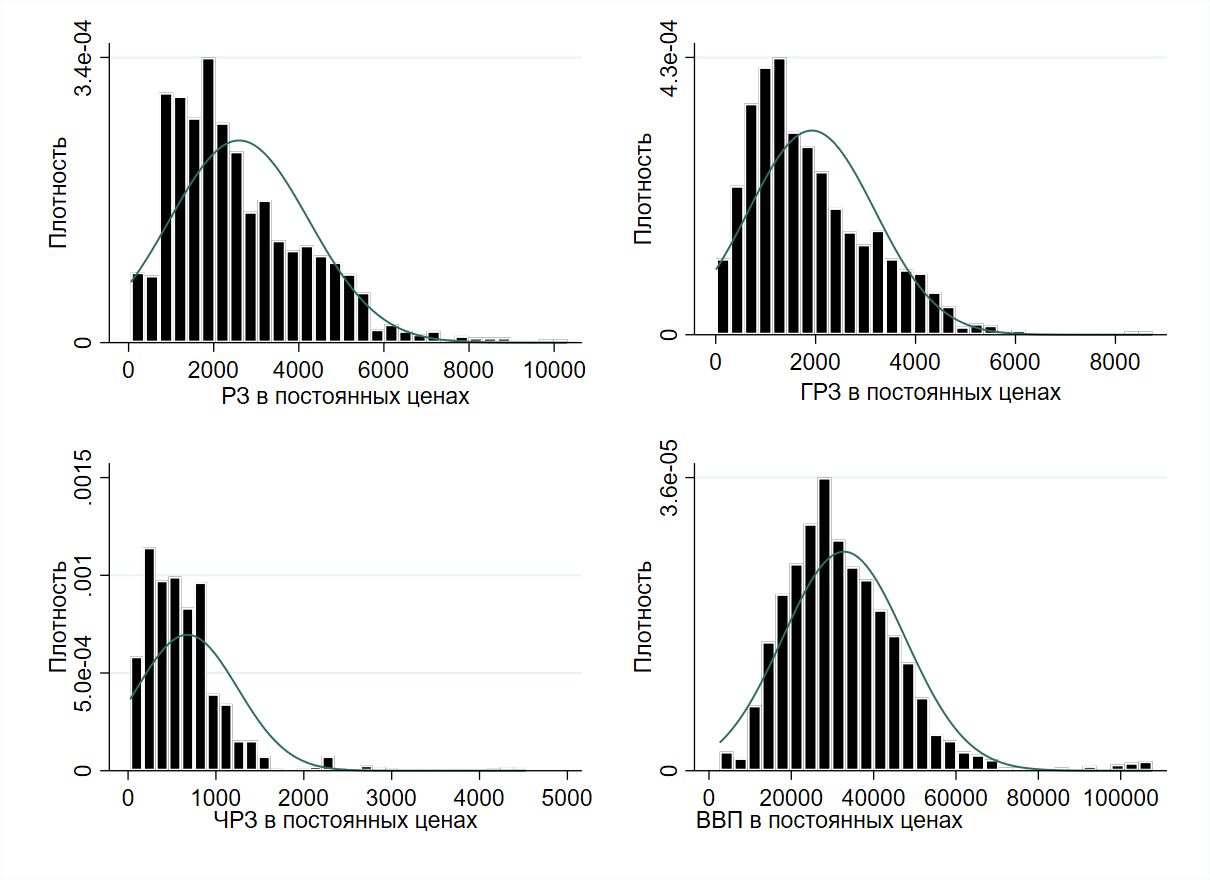 3.4e-04
Плотность
0
0 2000 4000 6000 8000 10000
РЗ в постоянных ценах
4.3e-04
Плотность
0
0 2000 4000 6000 8000
ГРЗ в постоянных ценах
.0015
.001
Плотность
5.0e-04
0
0 1000 2000 3000 4000 5000
ЧРЗ в постоянных ценах
3.6e-05
Плотность
0
0 20000 40000 60000 80000 100000
ВВП в постоянных ценах